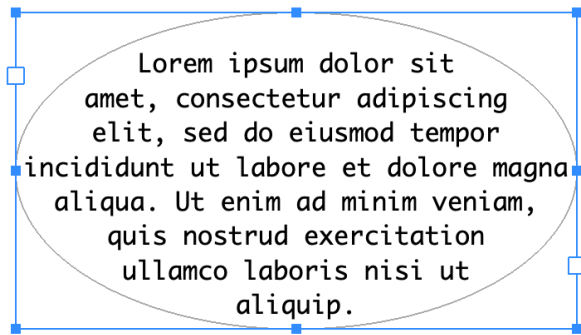 Lorem ipsum dolor sit
amet, consectetur adipiscing
elit, sed do eiusmod tempor
incididunt ut labore et dolore magna
aliqua. Ut enim ad minim veniam,
quis nostrud exercitation
ullamco laboris nisi ut
aliquip.